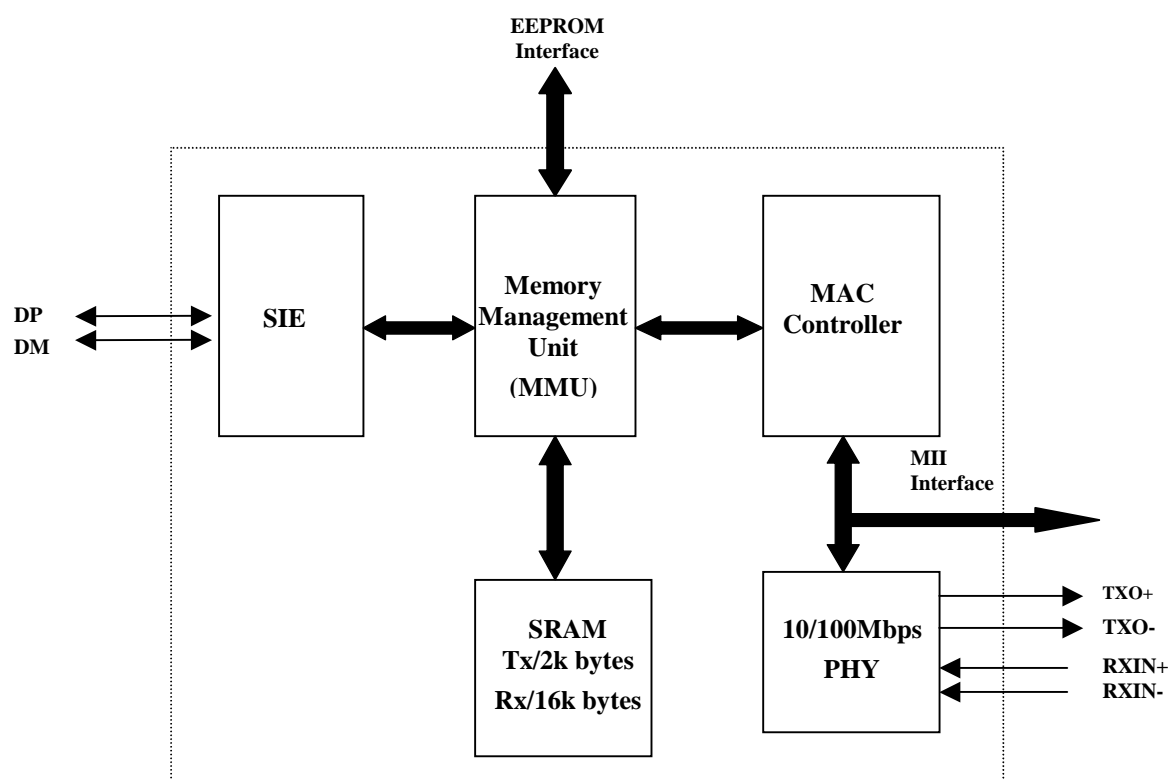 EEPROM
Interface
SIE
Memory
Management
Unit
(MMU)
MAC
Controller
DP
DM
MII
Interface
SRAM
Tx/2k bytes
Rx/16k bytes
10/100Mbps
PHY
TXO+
TXO-
RXIN+
RXIN-